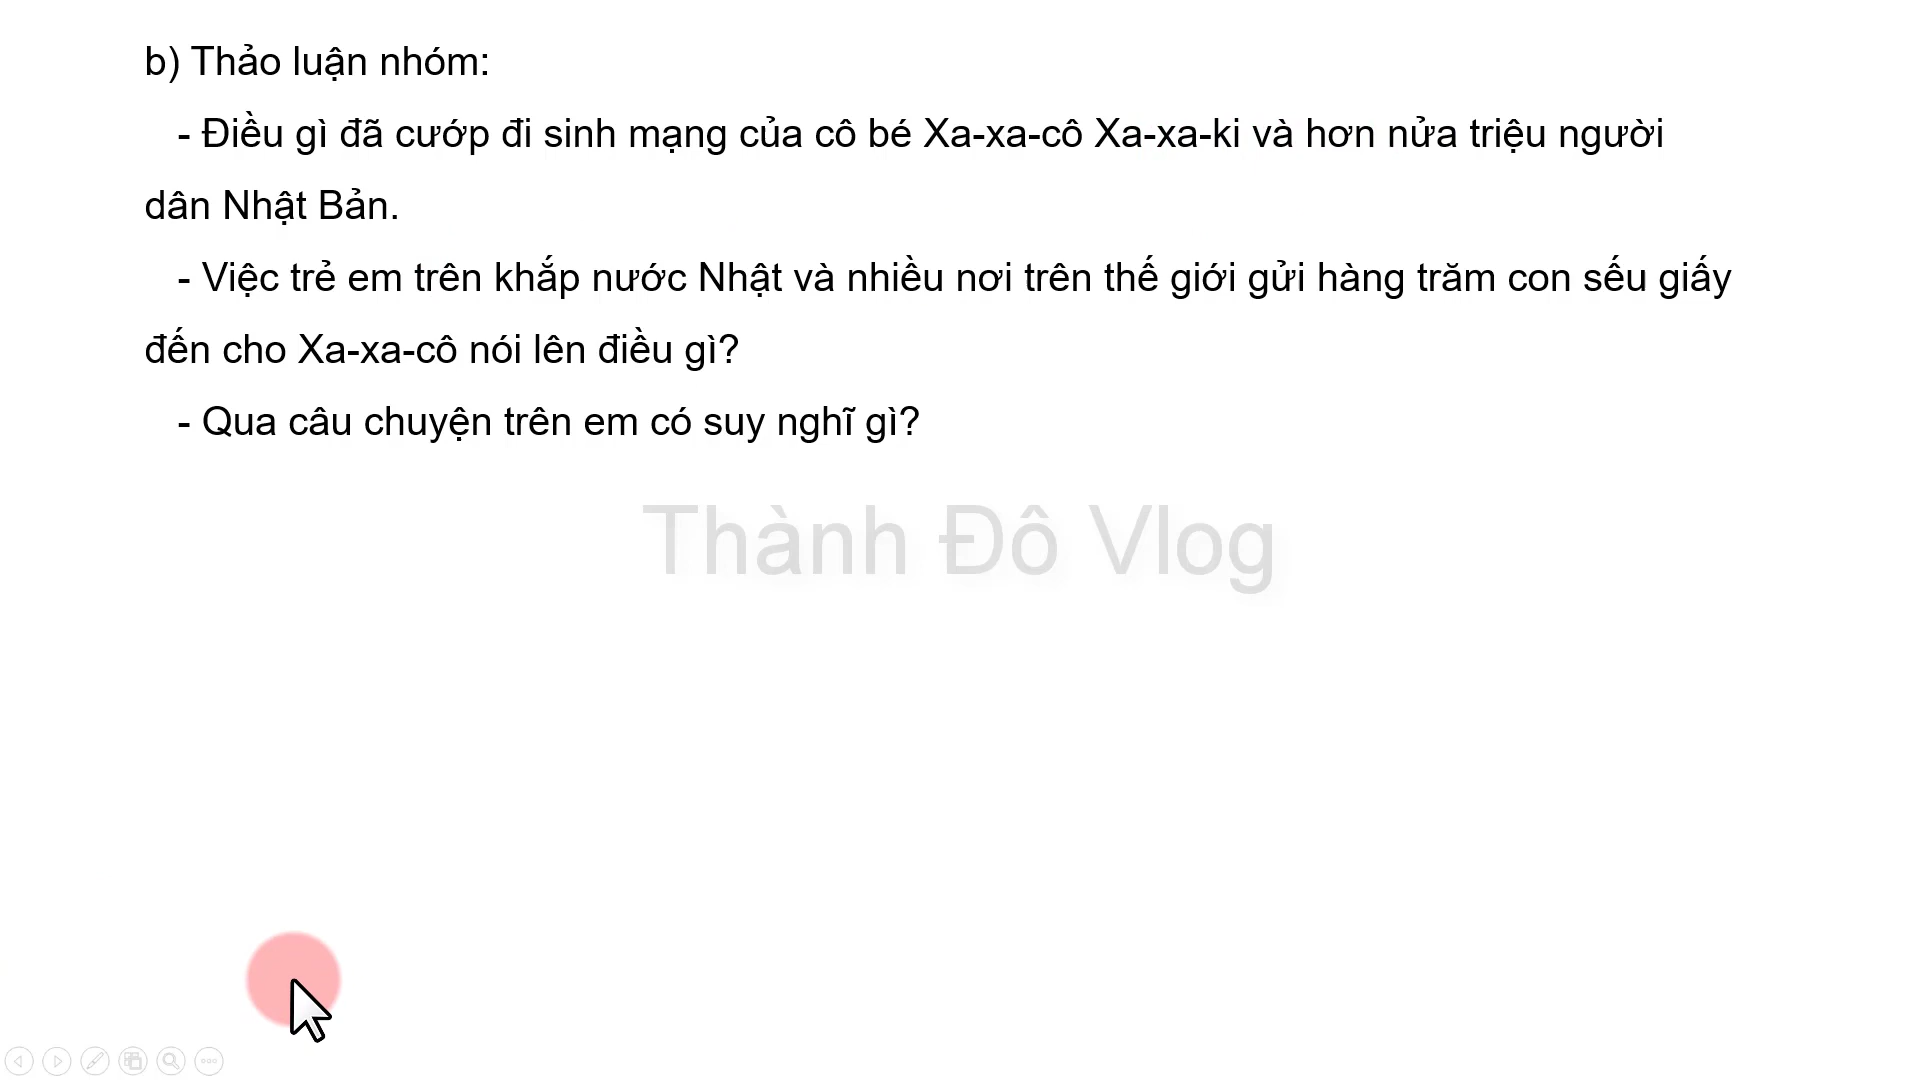 b) Thảo luận nhóm:
- Điều gì đã cướp đi sinh mạng của cô bé Xa-xa-cô Xa-xa-ki và hơn nửa triệu người
dân Nhật Bản.
- Việc trẻ em trên khắp nước Nhật và nhiều nơi trên thế giới gửi hàng trăm con sếu giấy
đến cho Xa-xa-cô nói lên điều gì?
- Qua câu chuyện trên em có suy nghĩ gì?
Thành Đô Vlog